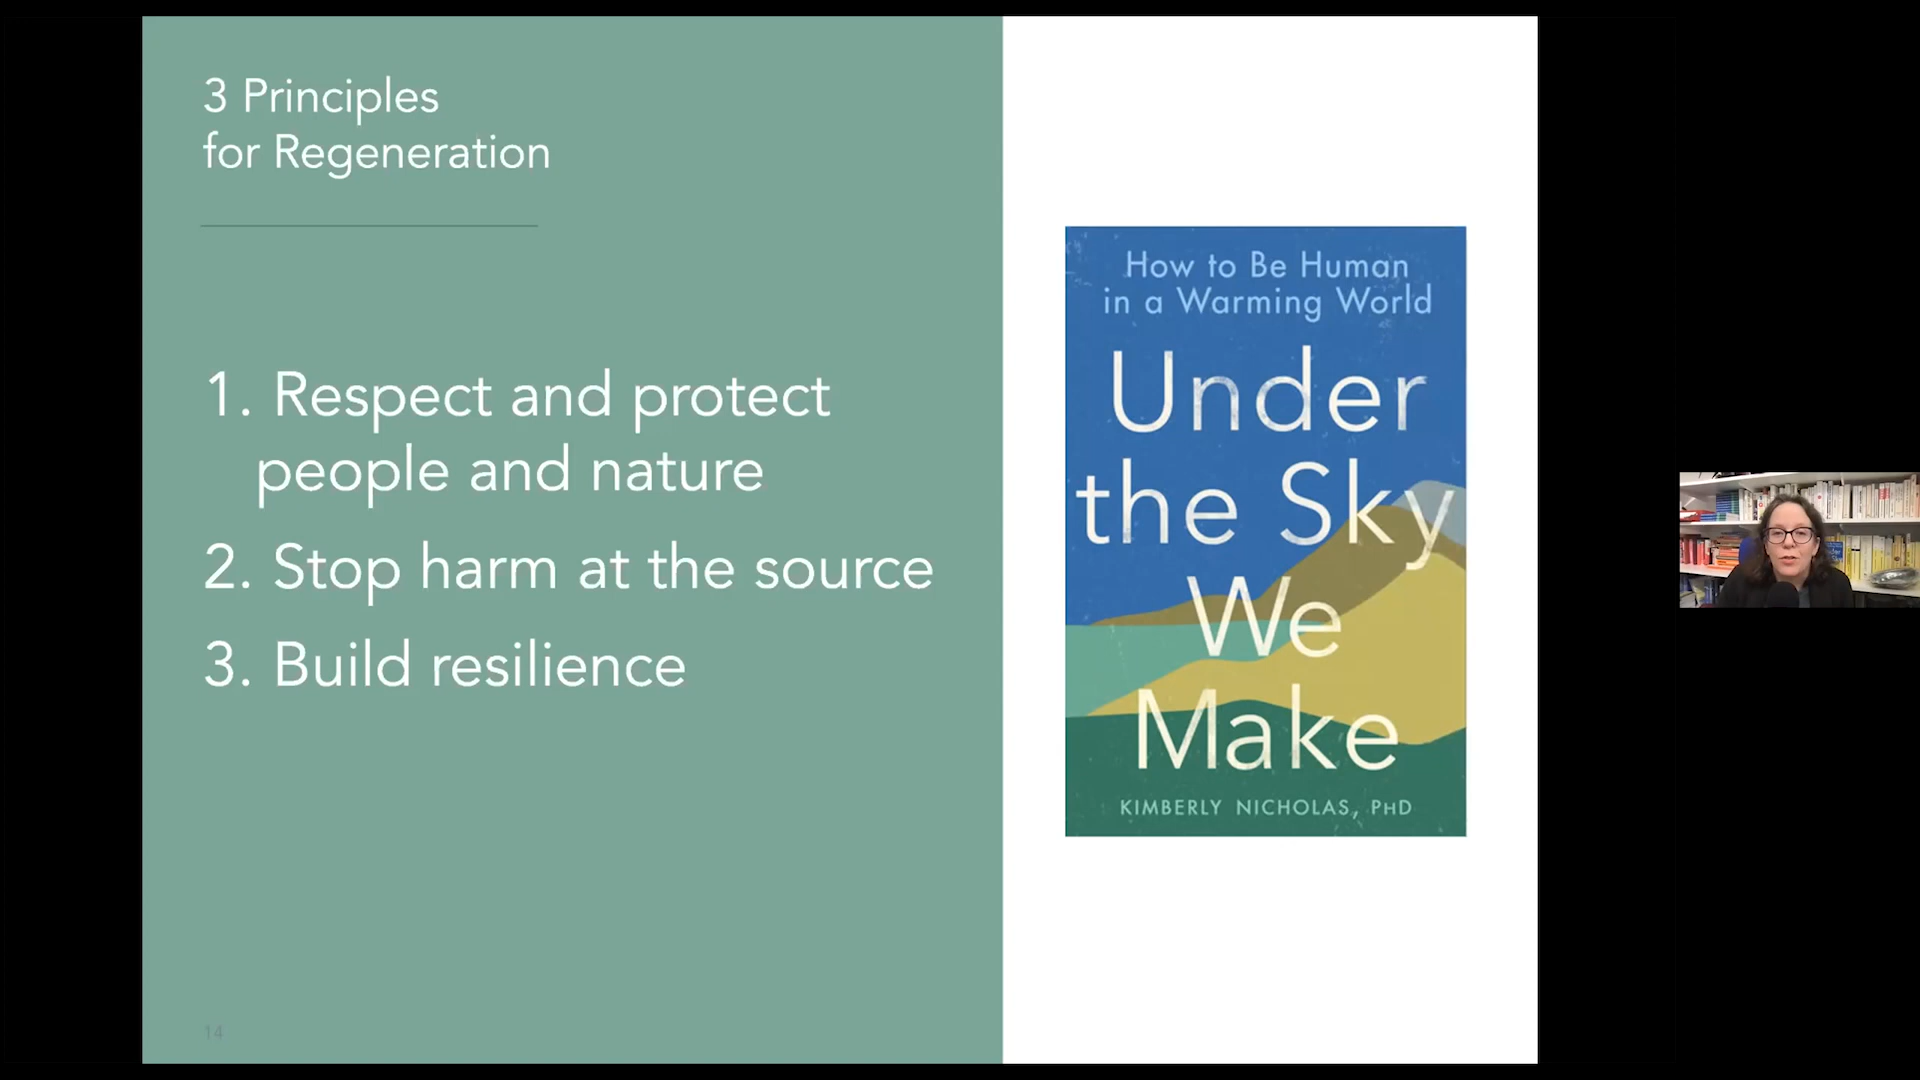 3 Principles
for Regeneration
1. Respect and protect
people and nature
2. Stop harm at the source
3. Build resilience
14
How to Be Human
in a Warming World
Under
the Sky
We
Make
KIMBERLY NICHOLAS, PHD